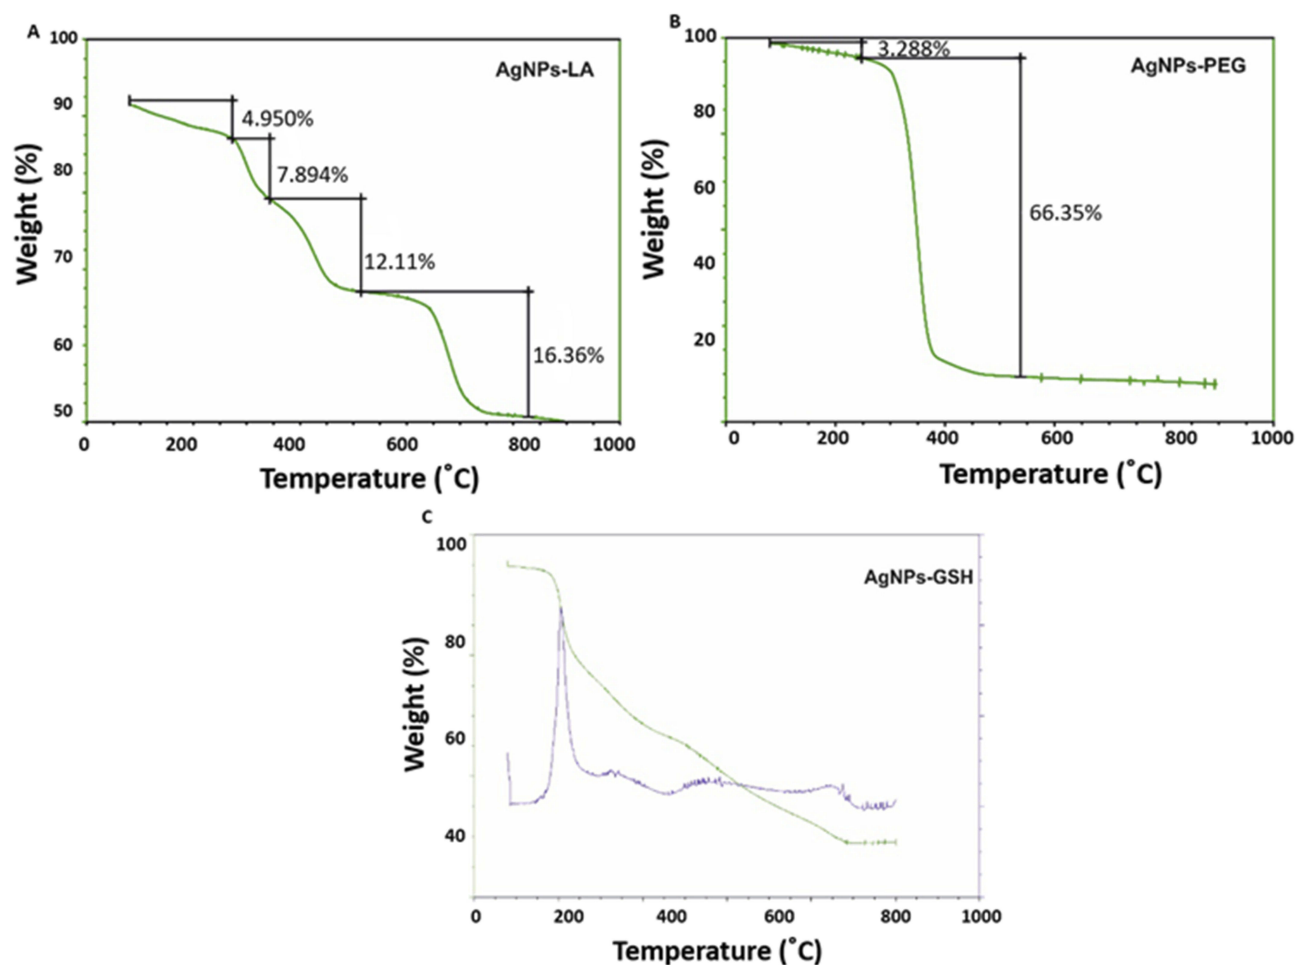 A
100
AgNPs-LA
90
4.950%
80
7.894%
70
12.11%
60
16.36%
50
Weight (%)
0 200 400 600 800 1000
Temperature (˚C)
B
100
3.288%
AgNPs-PEG
80
60
66.35%
40
20
Weight (%)
0 200 400 600 800 1000
Temperature (˚C)
C
100
AgNPs-GSH
80
60
40
Weight (%)
0 200 400 600 800 1000
Temperature (˚C)